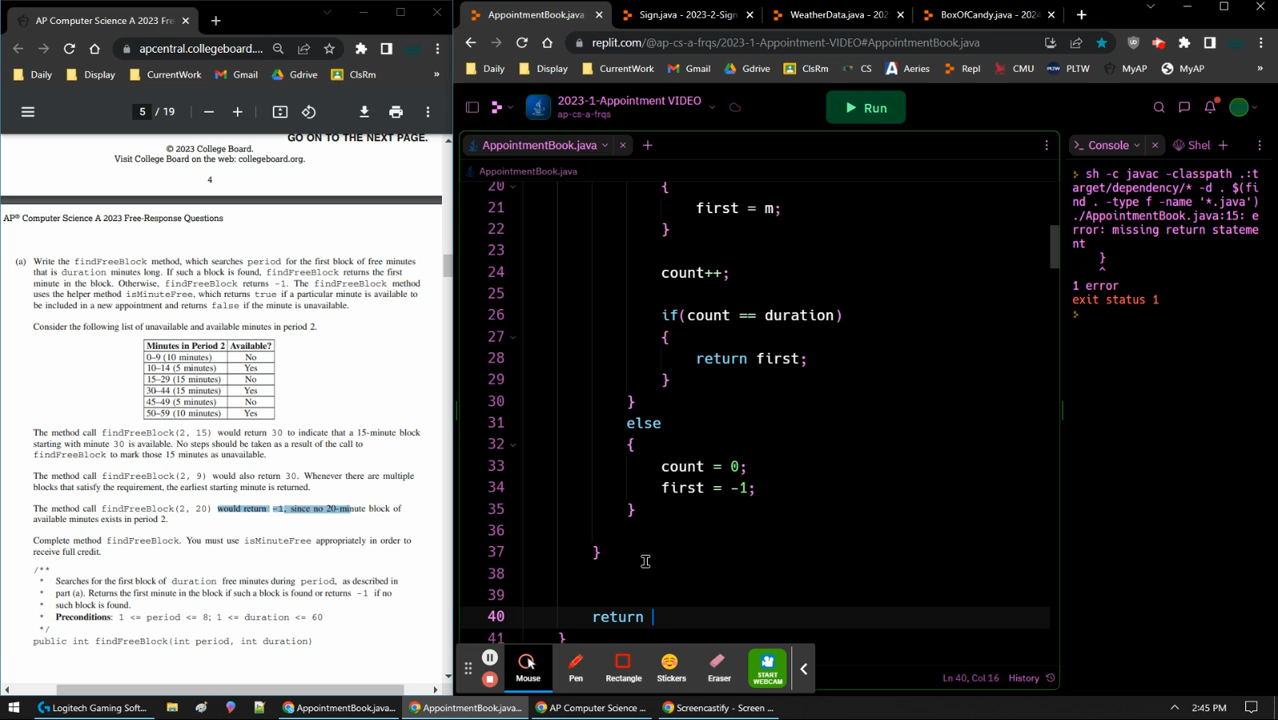 AP Computer Science A 2023 Free
apcentral.collegeboard....
Daily
Display
CurrentWork
Gmail
Gdrive
ClsRm
»
5 / 19
GO ON TO THE NEXT PAGE.
© 2023 College Board.
Visit College Board on the web: collegeboard.org.
4
AP® Computer Science A 2023 Free-Response Questions
(a) Write the findFreeBlock method, which searches period for the first block of free minutes
that is duration minutes long. If such a block is found, findFreeBlock returns the first
minute in the block. Otherwise, findFreeBlock returns -1. The findFreeBlock method
uses the helper method isMinuteFree, which returns true if a particular minute is available to
be included in a new appointment and returns false if the minute is unavailable.
Consider the following list of unavailable and available minutes in period 2.
Minutes in Period 2 Available?
0–9 (10 minutes) No
10–14 (5 minutes) Yes
15–29 (15 minutes) No
30–44 (15 minutes) Yes
45–49 (5 minutes) No
50–59 (10 minutes) Yes
The method call findFreeBlock(2, 15) would return 30 to indicate that a 15-minute block
starting with minute 30 is available. No steps should be taken as a result of the call to
findFreeBlock to mark those 15 minutes as unavailable.
The method call findFreeBlock(2, 9) would also return 30. Whenever there are multiple
blocks that satisfy the requirement, the earliest starting minute is returned.
The method call findFreeBlock(2, 20) would return -1, since no 20-minute block of
available minutes exists in period 2.
Complete method findFreeBlock. You must use isMinuteFree appropriately in order to
receive full credit.
/**
* Searches for the first block of duration free minutes during period, as described in
* part (a). Returns the first minute in the block if such a block is found or returns -1 if no
* such block is found.
* Preconditions: 1 <= period <= 8; 1 <= duration <= 60
*/
public int findFreeBlock(int period, int duration)
AppointmentBook.java
Sign.java - 2023-2-Sign
WeatherData.java - 202
BoxOfCandy.java - 202
replit.com/@ap-cs-a-frqs/2023-1-Appointment-VIDEO#AppointmentBook.java
Daily
Display
CurrentWork
Gmail
Gdrive
ClsRm
CS
Aeries
Repl
CMU
PLTW
MyAP
MyAP
»
2023-1-Appointment VIDEO
ap-cs-a-frqs
Run
AppointmentBook.java
AppointmentBook.java
20 {
21 first = m;
22 }
23
24 count++;
25
26 if(count == duration)
27 {
28 return first;
29 }
30 }
31 else
32 {
33 count = 0;
34 first = -1;
35 }
36
37 }
38
39
40 return
41 }
Ln 40, Col 16
History
Console
Shel
sh -c javac -classpath .:t
arget/dependency/* -d . $(fi
nd . -type f -name '*.java')
./AppointmentBook.java:15: e
rror: missing return stateme
nt
}
^
1 error
exit status 1
Mouse
Pen
Rectangle
Stickers
Eraser
START
WEBCAM
Logitech Gaming Soft...
AppointmentBook.java...
AppointmentBook.java...
AP Computer Science ...
Screencastify - Screen ...
2:45 PM